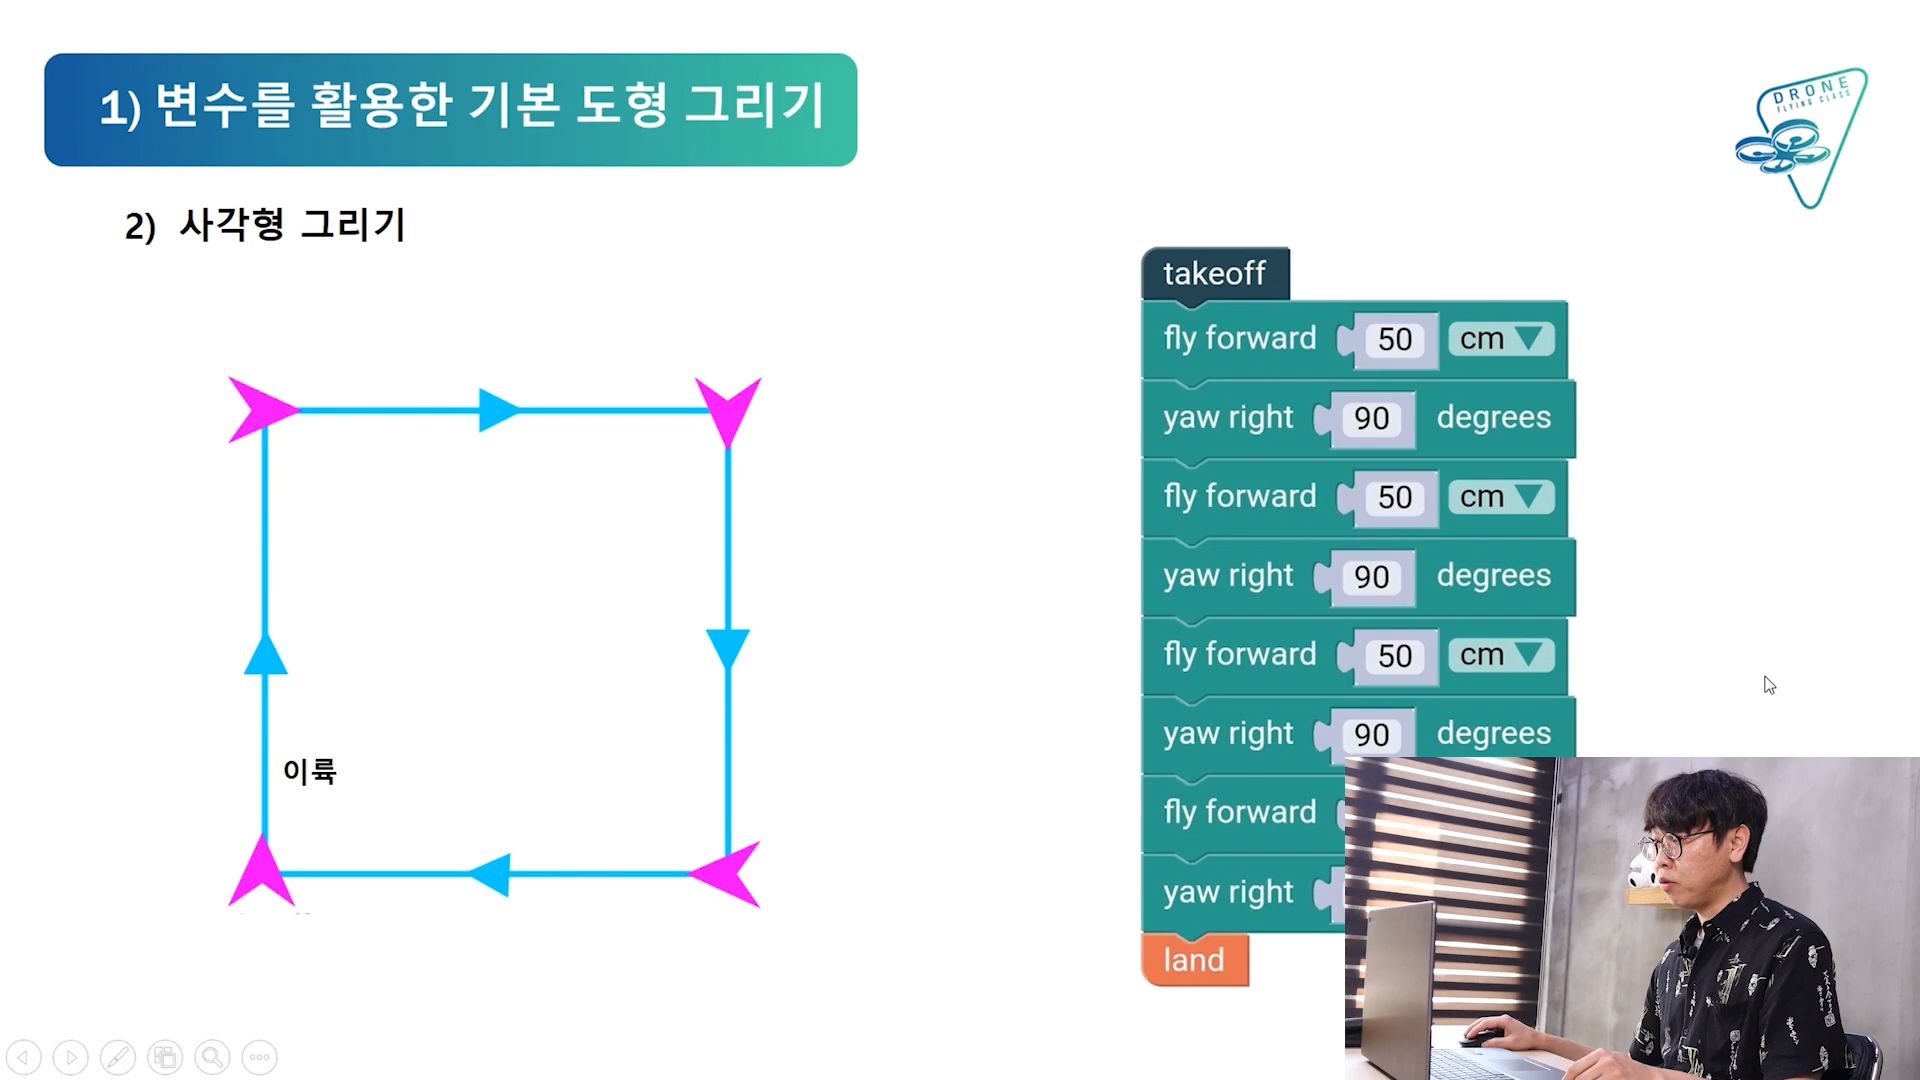 1) 변수를 활용한 기본 도형 그리기
DRONE
FLYING CLASS
2) 사각형 그리기
takeoff
fly forward 50 cm
yaw right 90 degrees
fly forward 50 cm
yaw right 90 degrees
fly forward 50 cm
yaw right 90 degrees
fly forward
yaw right
land
이륙